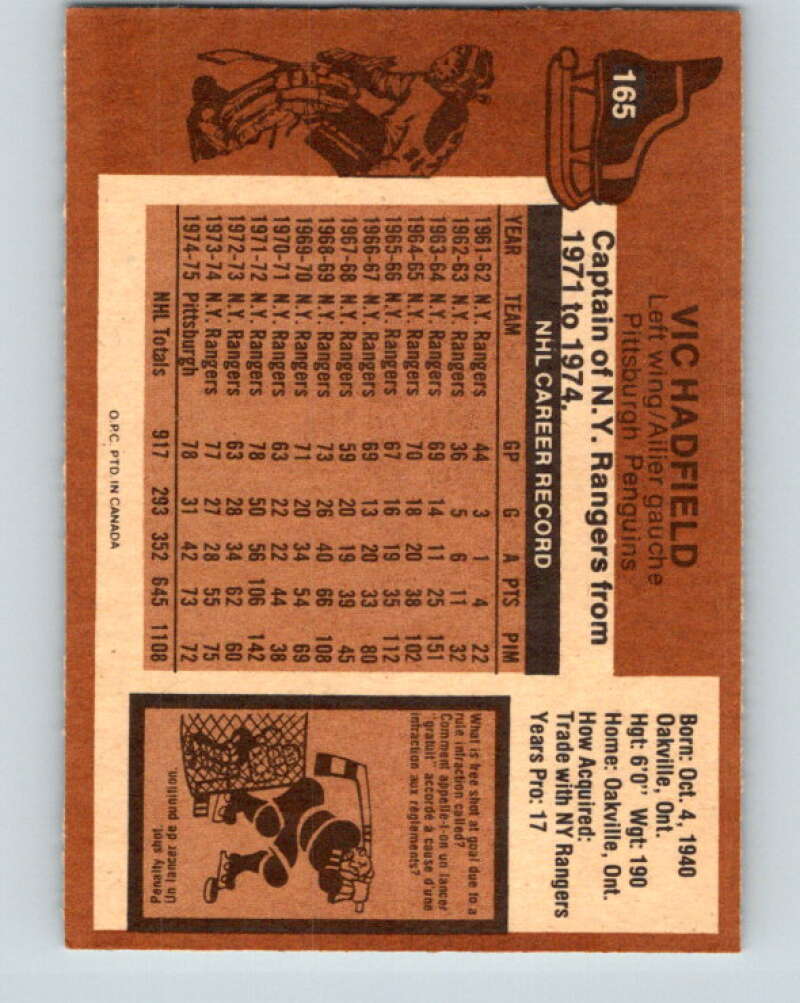 165
VIC HADFIELD
Left wing/Ailier gauche
Pittsburgh Penguins
Captain of N.Y. Rangers from
1971 to 1974.
NHL CAREER RECORD
YEAR TEAM GP G A PTS PIM
1961-62 N.Y. Rangers 44 3 1 4 22
1962-63 N.Y. Rangers 36 5 6 11 32
1963-64 N.Y. Rangers 69 14 11 25 151
1964-65 N.Y. Rangers 70 18 20 38 102
1965-66 N.Y. Rangers 67 16 19 35 112
1966-67 N.Y. Rangers 69 13 20 33 80
1967-68 N.Y. Rangers 59 20 19 39 45
1968-69 N.Y. Rangers 73 26 40 66 108
1969-70 N.Y. Rangers 71 20 34 54 69
1970-71 N.Y. Rangers 63 22 22 44 38
1971-72 N.Y. Rangers 78 50 56 106 142
1972-73 N.Y. Rangers 63 28 34 62 60
1973-74 N.Y. Rangers 77 27 28 55 75
1974-75 Pittsburgh 78 31 42 73 72
NHL Totals 917 293 352 645 1108
O.P.C. PTD. IN CANADA
Born: Oct. 4, 1940
Oakville, Ont.
Hgt: 6'0" Wgt: 190
Home: Oakville, Ont.
How Acquired:
Trade with NY Rangers
Years Pro: 17
What is free shot at goal due to a
rule infraction called?
Comment appelle-t-on un lancer
"gratuit" accordé à cause d'une
infraction aux règlements?
Penalty shot.
Un lancer de punition.